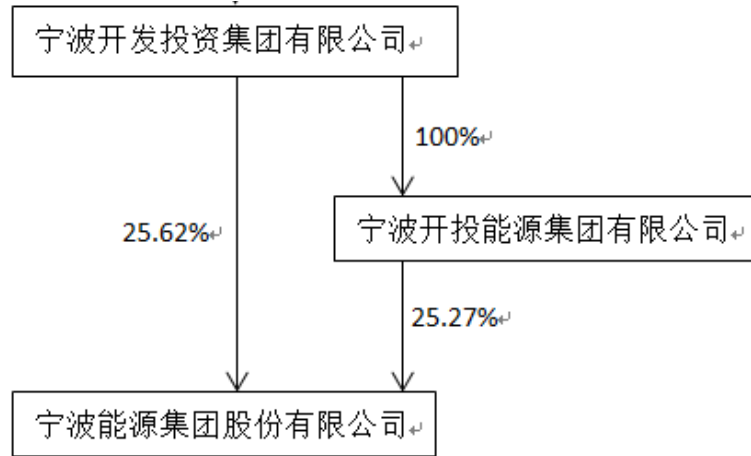 宁波开发投资集团有限公司
100%
宁波开投能源集团有限公司
25.62%
25.27%
宁波能源集团股份有限公司